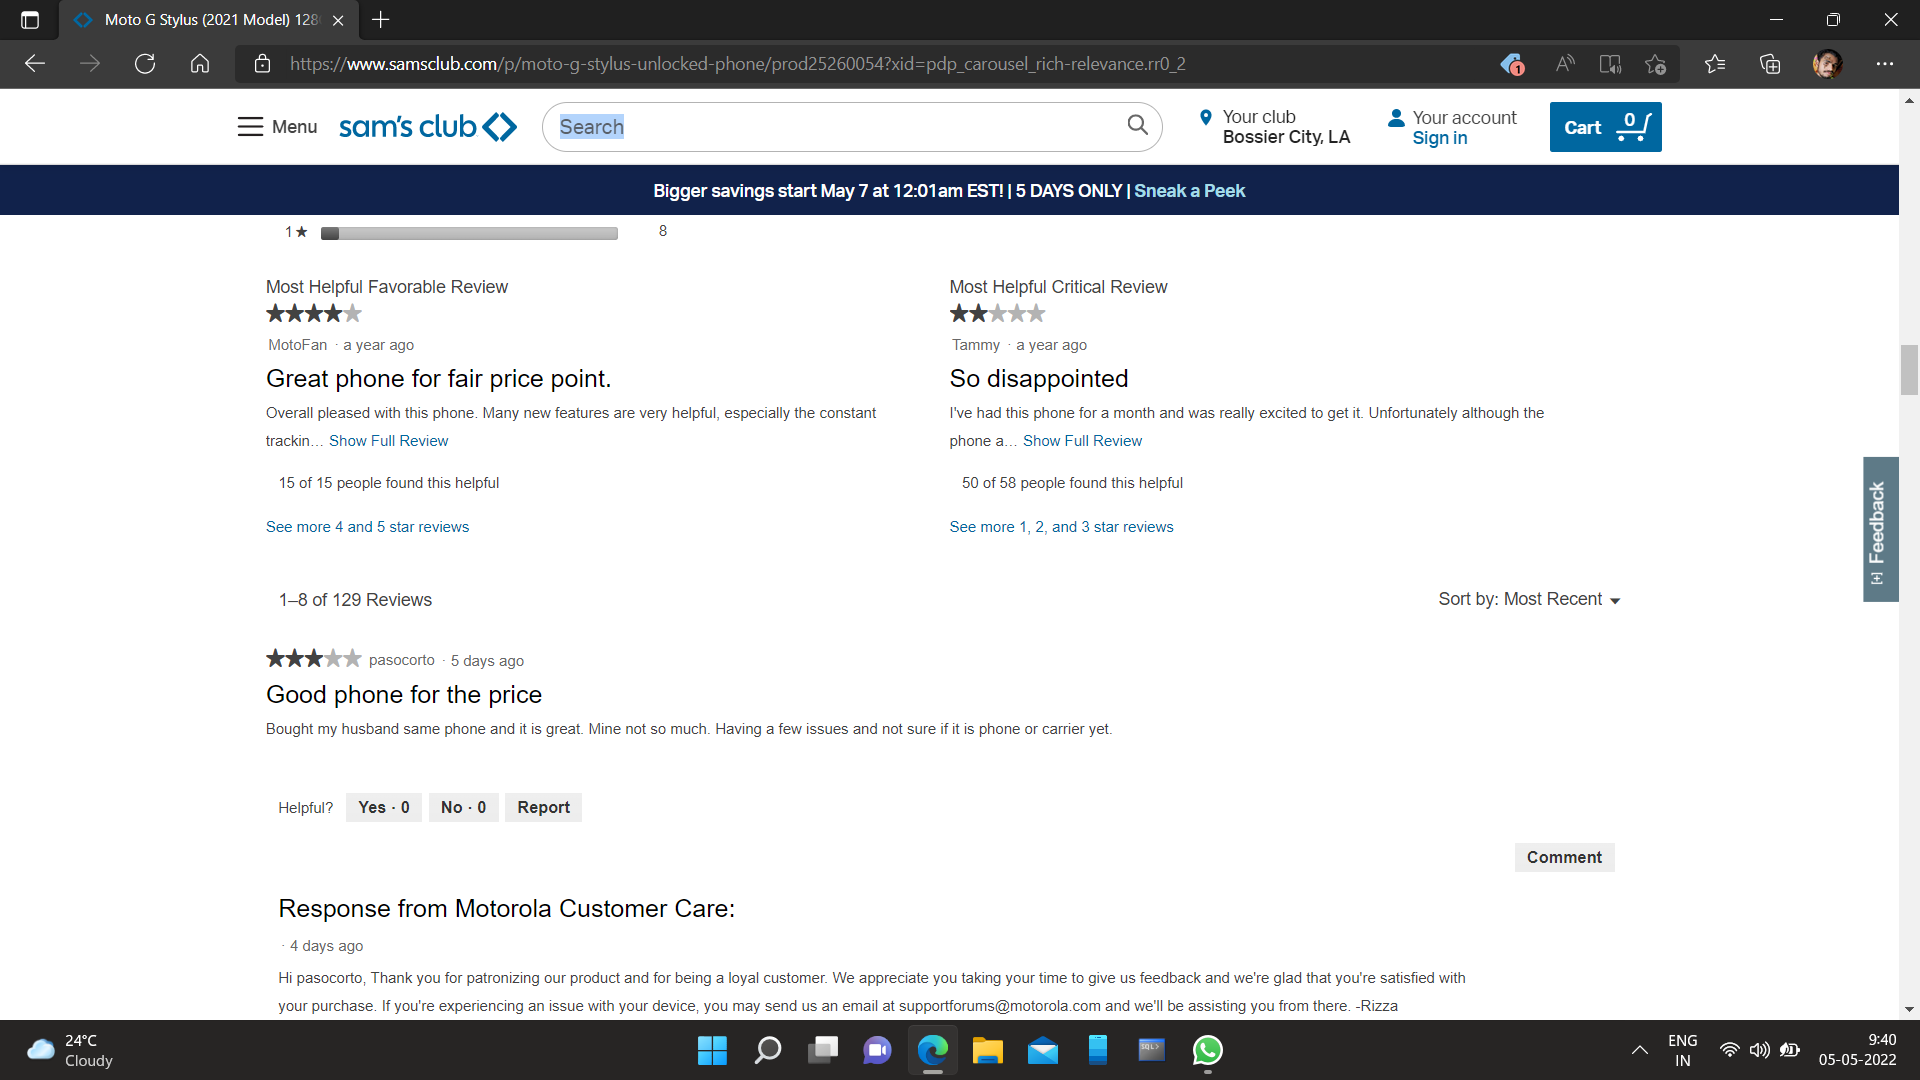 Moto G Stylus (2021 Model) 128
https://www.samsclub.com/p/moto-g-stylus-unlocked-phone/prod25260054?xid=pdp_carousel_rich-relevance.rr0_2
1
Menu
sam's club
Search
Your club
Bossier City, LA
Your account
Sign in
Cart
0
Bigger savings start May 7 at 12:01am EST! | 5 DAYS ONLY | Sneak a Peek
1★ 8
Most Helpful Favorable Review
MotoFan · a year ago
Great phone for fair price point.
Overall pleased with this phone. Many new features are very helpful, especially the constant
trackin… Show Full Review
15 of 15 people found this helpful
See more 4 and 5 star reviews
Most Helpful Critical Review
Tammy · a year ago
So disappointed
I've had this phone for a month and was really excited to get it. Unfortunately although the
phone a… Show Full Review
50 of 58 people found this helpful
See more 1, 2, and 3 star reviews
[+] Feedback
1–8 of 129 Reviews
Sort by: Most Recent
pasocorto · 5 days ago
Good phone for the price
Bought my husband same phone and it is great. Mine not so much. Having a few issues and not sure if it is phone or carrier yet.
Helpful? Yes · 0 No · 0 Report
Comment
Response from Motorola Customer Care:
· 4 days ago
Hi pasocorto, Thank you for patronizing our product and for being a loyal customer. We appreciate you taking your time to give us feedback and we're glad that you're satisfied with
your purchase. If you're experiencing an issue with your device, you may send us an email at supportforums@motorola.com and we'll be assisting you from there. -Rizza
24°C
Cloudy
SQL>
ENG
IN
9:40
05-05-2022